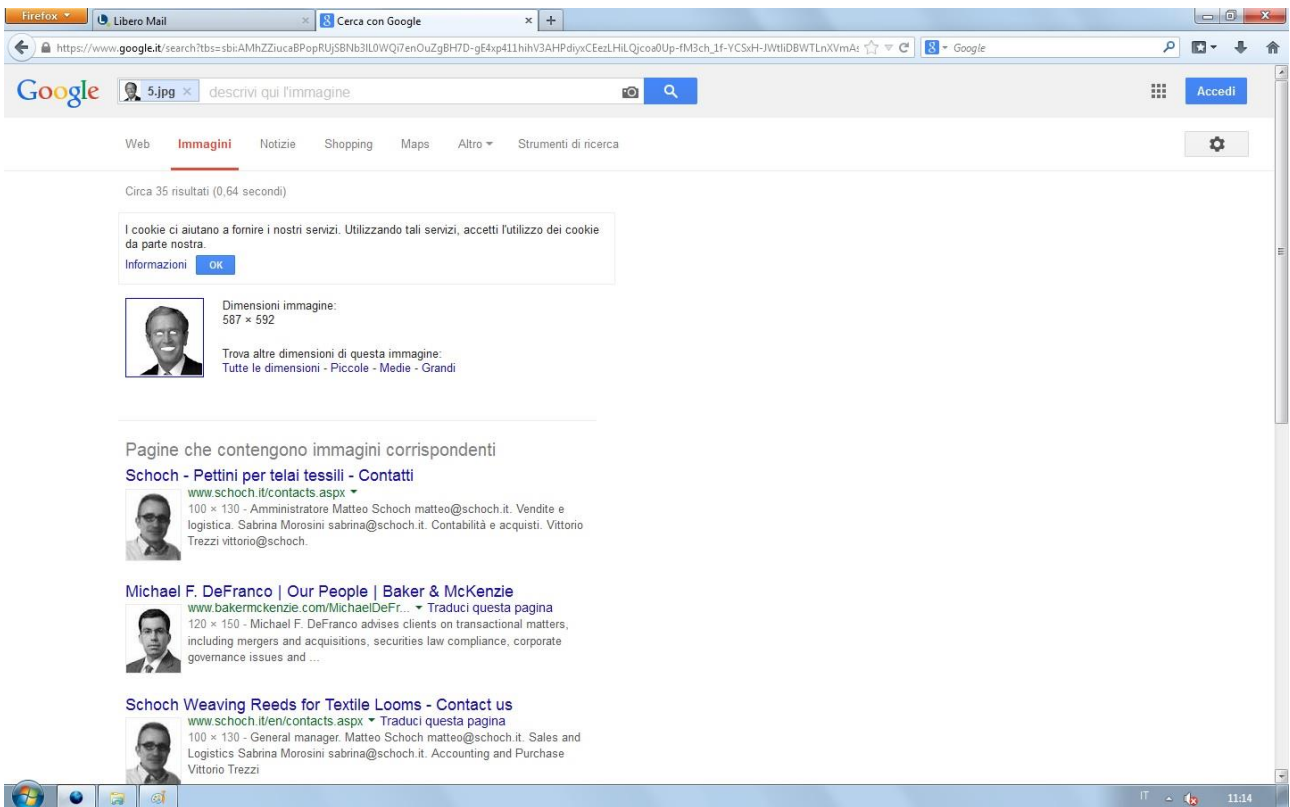 Firefox
Libero Mail
Cerca con Google
https://www.google.it/search?tbs=sbi:
Google
Google
5.jpg
descrivi qui l'immagine
Accedi
Web Immagini Notizie Shopping Maps Altro Strumenti di ricerca
Circa 35 risultati (0,64 secondi)
I cookie ci aiutano a fornire i nostri servizi. Utilizzando tali servizi, accetti l'utilizzo dei cookie
da parte nostra.
Informazioni OK
Dimensioni immagine:
587 × 592
Trova altre dimensioni di questa immagine:
Tutte le dimensioni - Piccole - Medie - Grandi
Pagine che contengono immagini corrispondenti
Schoch - Pettini per telai tessili - Contatti
www.schoch.it/contacts.aspx
100 × 130 - Amministratore Matteo Schoch matteo@schoch.it. Vendite e
logistica. Sabrina Morosini sabrina@schoch.it. Contabilità e acquisti. Vittorio
Trezzi vittorio@schoch.
Michael F. DeFranco | Our People | Baker & McKenzie
www.bakermckenzie.com/MichaelDeFr... Traduci questa pagina
120 × 150 - Michael F. DeFranco advises clients on transactional matters,
including mergers and acquisitions, securities law compliance, corporate
governance issues and ...
Schoch Weaving Reeds for Textile Looms - Contact us
www.schoch.it/en/contacts.aspx Traduci questa pagina
100 × 130 - General manager. Matteo Schoch matteo@schoch.it. Sales and
Logistics Sabrina Morosini sabrina@schoch.it. Accounting and Purchase
Vittorio Trezzi
IT 11:14